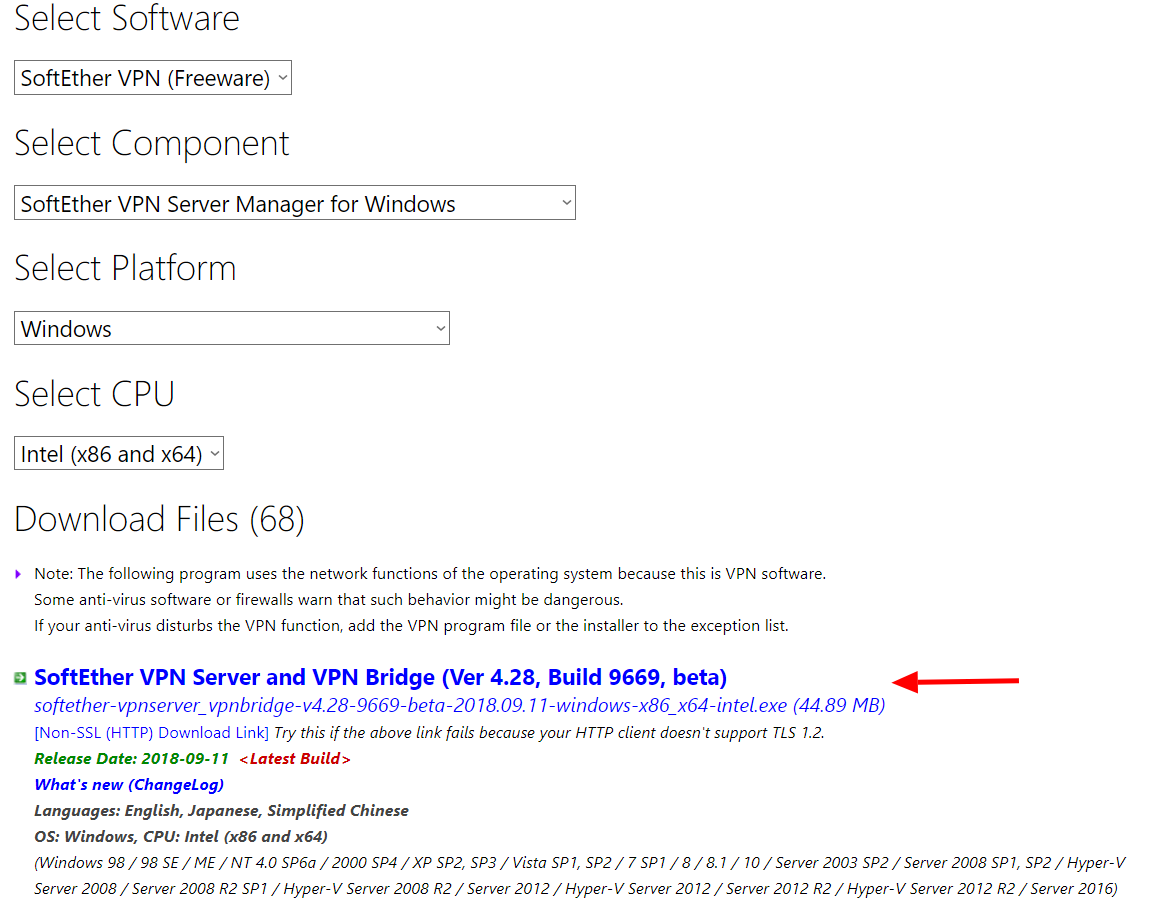 Select Software
SoftEther VPN (Freeware)
Select Component
SoftEther VPN Server Manager for Windows
Select Platform
Windows
Select CPU
Intel (x86 and x64)
Download Files (68)
Note: The following program uses the network functions of the operating system because this is VPN software.
Some anti-virus software or firewalls warn that such behavior might be dangerous.
If your anti-virus disturbs the VPN function, add the VPN program file or the installer to the exception list.
SoftEther VPN Server and VPN Bridge (Ver 4.28, Build 9669, beta)
softether-vpnserver_vpnbridge-v4.28-9669-beta-2018.09.11-windows-x86_x64-intel.exe (44.89 MB)
[Non-SSL (HTTP) Download Link] Try this if the above link fails because your HTTP client doesn't support TLS 1.2.
Release Date: 2018-09-11 <Latest Build>
What's new (ChangeLog)
Languages: English, Japanese, Simplified Chinese
OS: Windows, CPU: Intel (x86 and x64)
(Windows 98 / 98 SE / ME / NT 4.0 SP6a / 2000 SP4 / XP SP2, SP3 / Vista SP1, SP2 / 7 SP1 / 8 / 8.1 / 10 / Server 2003 SP2 / Server 2008 SP1, SP2 / Hyper-V
Server 2008 / Server 2008 R2 SP1 / Hyper-V Server 2008 R2 / Server 2012 / Hyper-V Server 2012 / Server 2012 R2 / Hyper-V Server 2012 R2 / Server 2016)